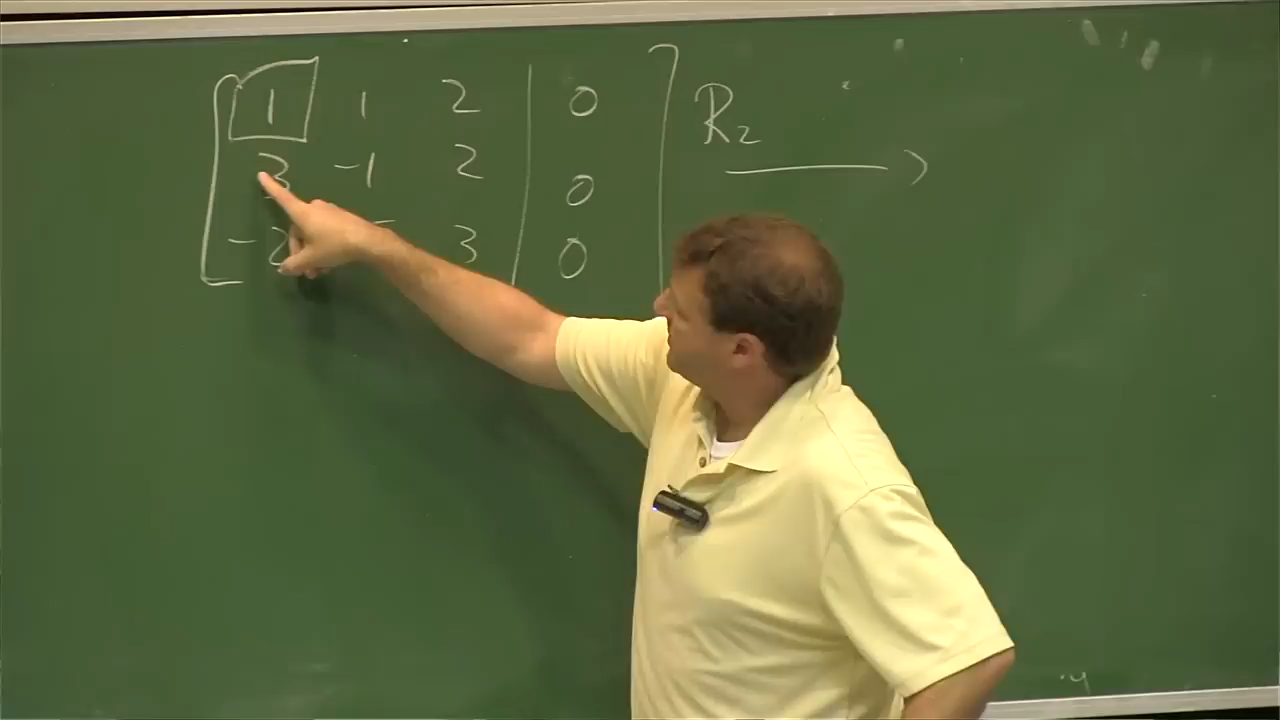 1 1 2 | 0 R₂ →
3 -1 2 | 0
-2 3 | 0